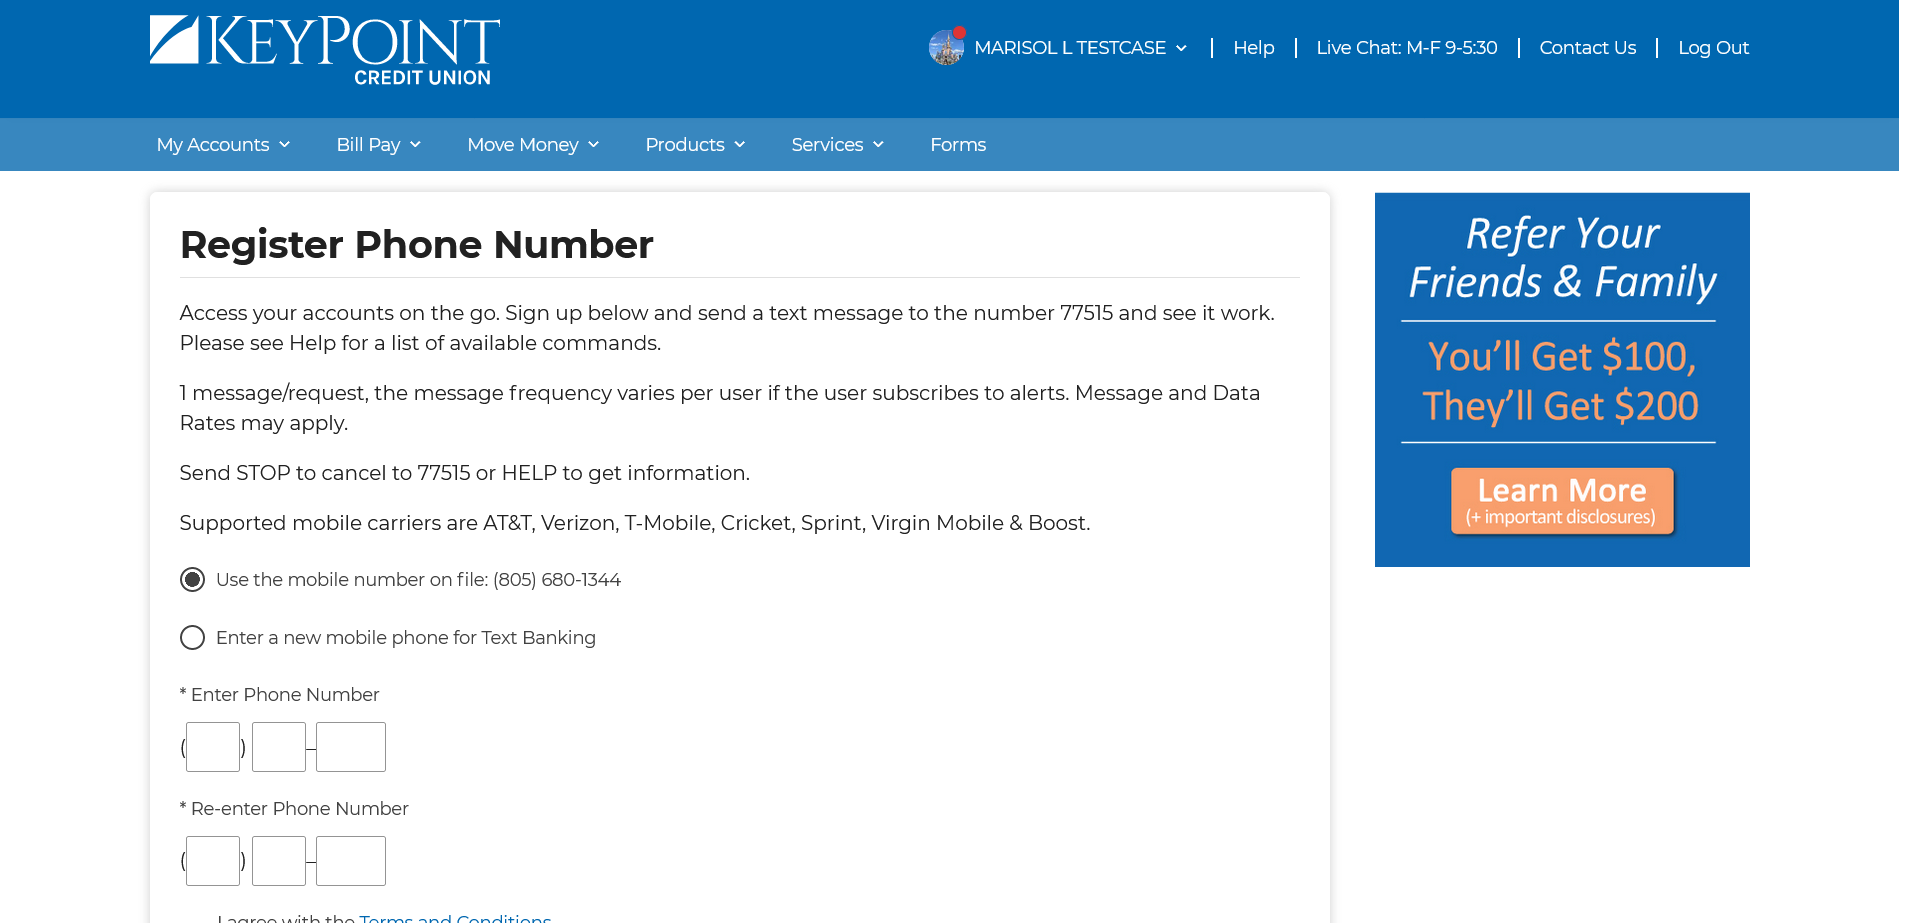 KEYPOINT
CREDIT UNION
MARISOL L TESTCASE
Help
Live Chat: M-F 9-5:30
Contact Us
Log Out
My Accounts
Bill Pay
Move Money
Products
Services
Forms
Register Phone Number
Access your accounts on the go. Sign up below and send a text message to the number 77515 and see it work.
Please see Help for a list of available commands.
1 message/request, the message frequency varies per user if the user subscribes to alerts. Message and Data
Rates may apply.
Send STOP to cancel to 77515 or HELP to get information.
Supported mobile carriers are AT&T, Verizon, T-Mobile, Cricket, Sprint, Virgin Mobile & Boost.
Use the mobile number on file: (805) 680-1344
Enter a new mobile phone for Text Banking
* Enter Phone Number
( ) –
* Re-enter Phone Number
( ) –
I agree with the Terms and Conditions
Refer Your
Friends & Family
You'll Get $100,
They'll Get $200
Learn More
(+ important disclosures)